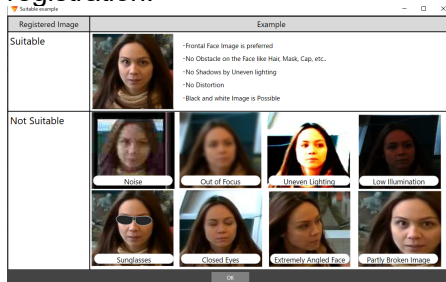 registration.
Suitable example
Registered Image Example
Suitable
-Frontal Face Image is preferred
-No Obstacle on the Face like Hair, Mask, Cap, etc..
-No Shadows by Uneven lighting
-No Distortion
-Black and white Image is Possible
Not Suitable
Noise Out of Focus Uneven Lighting Low Illumination
Sunglasses Closed Eyes Extremely Angled Face Partly Broken Image
OK